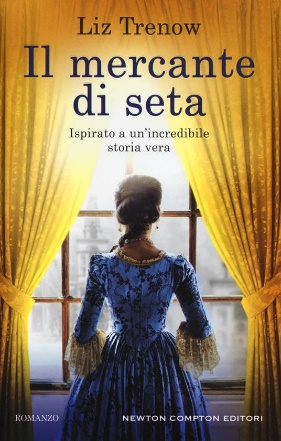 Liz Trenow
Il mercante
di seta
Ispirato a un'incredibile
storia vera
ROMANZO
NEWTON COMPTON EDITORI